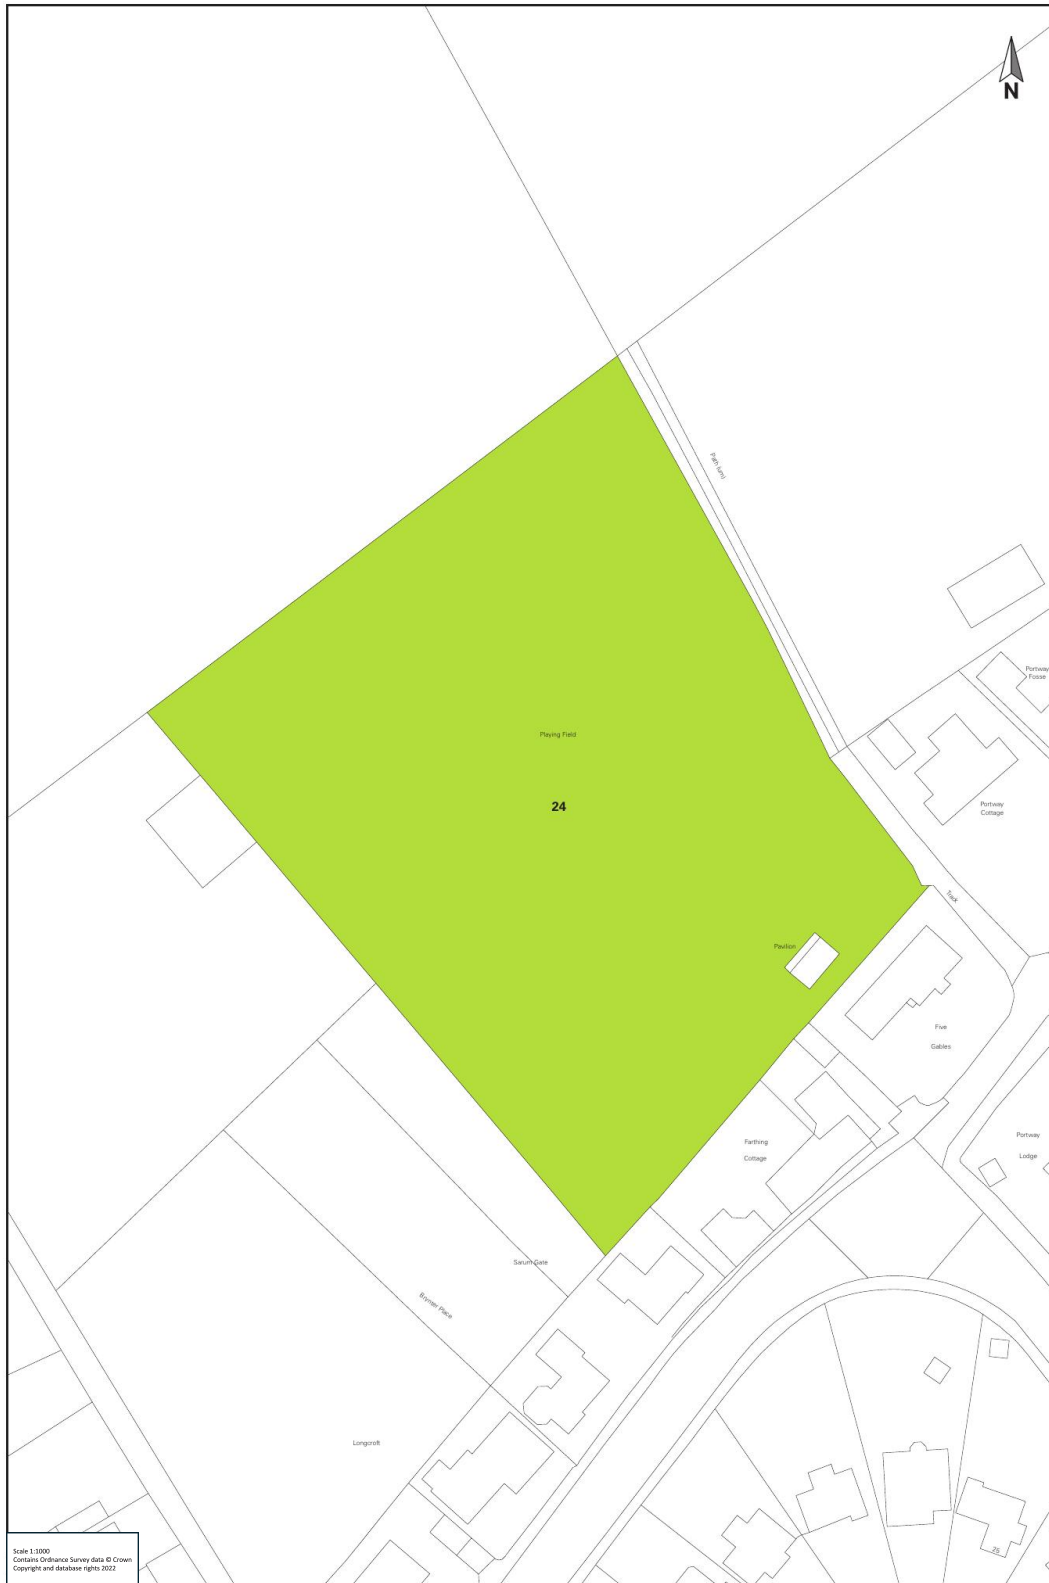 N
Path (um)
Portway
Fosse
Playing Field
24
Portway
Cottage
Track
Pavilion
Five
Gables
Farthing
Cottage
Portway
Lodge
Sarum Gate
Brymer Place
Longcroft
25
Scale 1:1000
Contains Ordnance Survey data © Crown
Copyright and database rights 2022